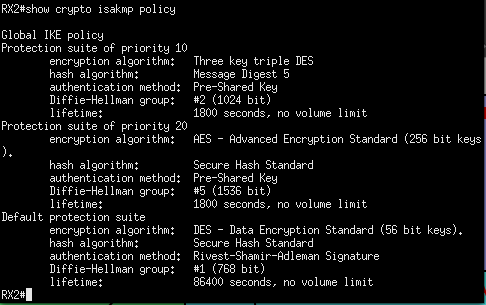 RX2#show crypto isakmp policy
Global IKE policy
Protection suite of priority 10
encryption algorithm: Three key triple DES
hash algorithm: Message Digest 5
authentication method: Pre-Shared Key
Diffie-Hellman group: #2 (1024 bit)
lifetime: 1800 seconds, no volume limit
Protection suite of priority 20
encryption algorithm: AES - Advanced Encryption Standard (256 bit keys
).
hash algorithm: Secure Hash Standard
authentication method: Pre-Shared Key
Diffie-Hellman group: #5 (1536 bit)
lifetime: 1800 seconds, no volume limit
Default protection suite
encryption algorithm: DES - Data Encryption Standard (56 bit keys).
hash algorithm: Secure Hash Standard
authentication method: Rivest-Shamir-Adleman Signature
Diffie-Hellman group: #1 (768 bit)
lifetime: 86400 seconds, no volume limit
RX2#